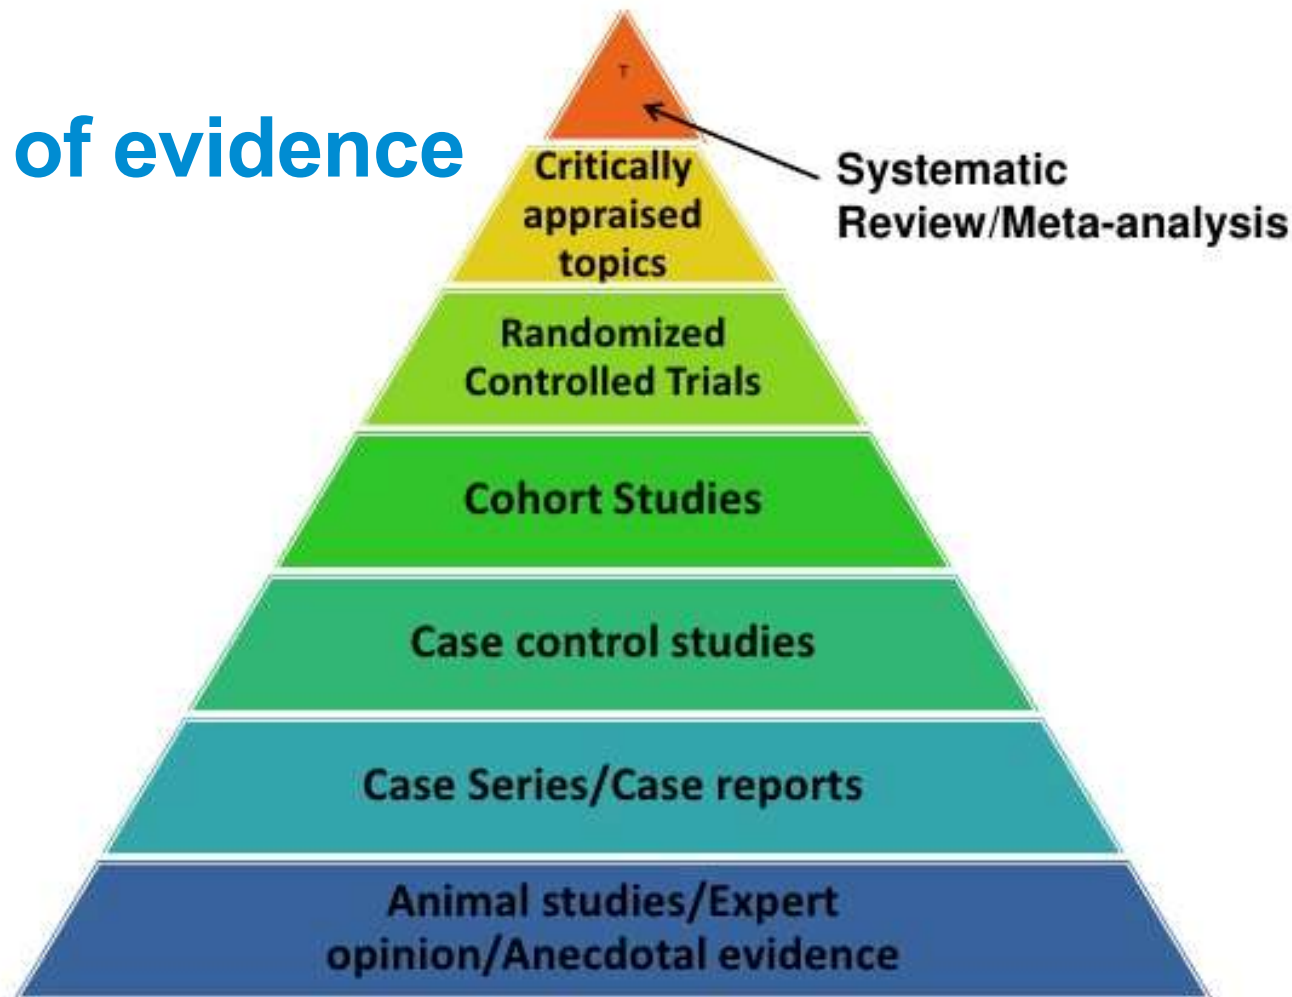 T
of evidence
Critically
appraised
topics
Systematic
Review/Meta-analysis
Randomized
Controlled Trials
Cohort Studies
Case control studies
Case Series/Case reports
Animal studies/Expert
opinion/Anecdotal evidence